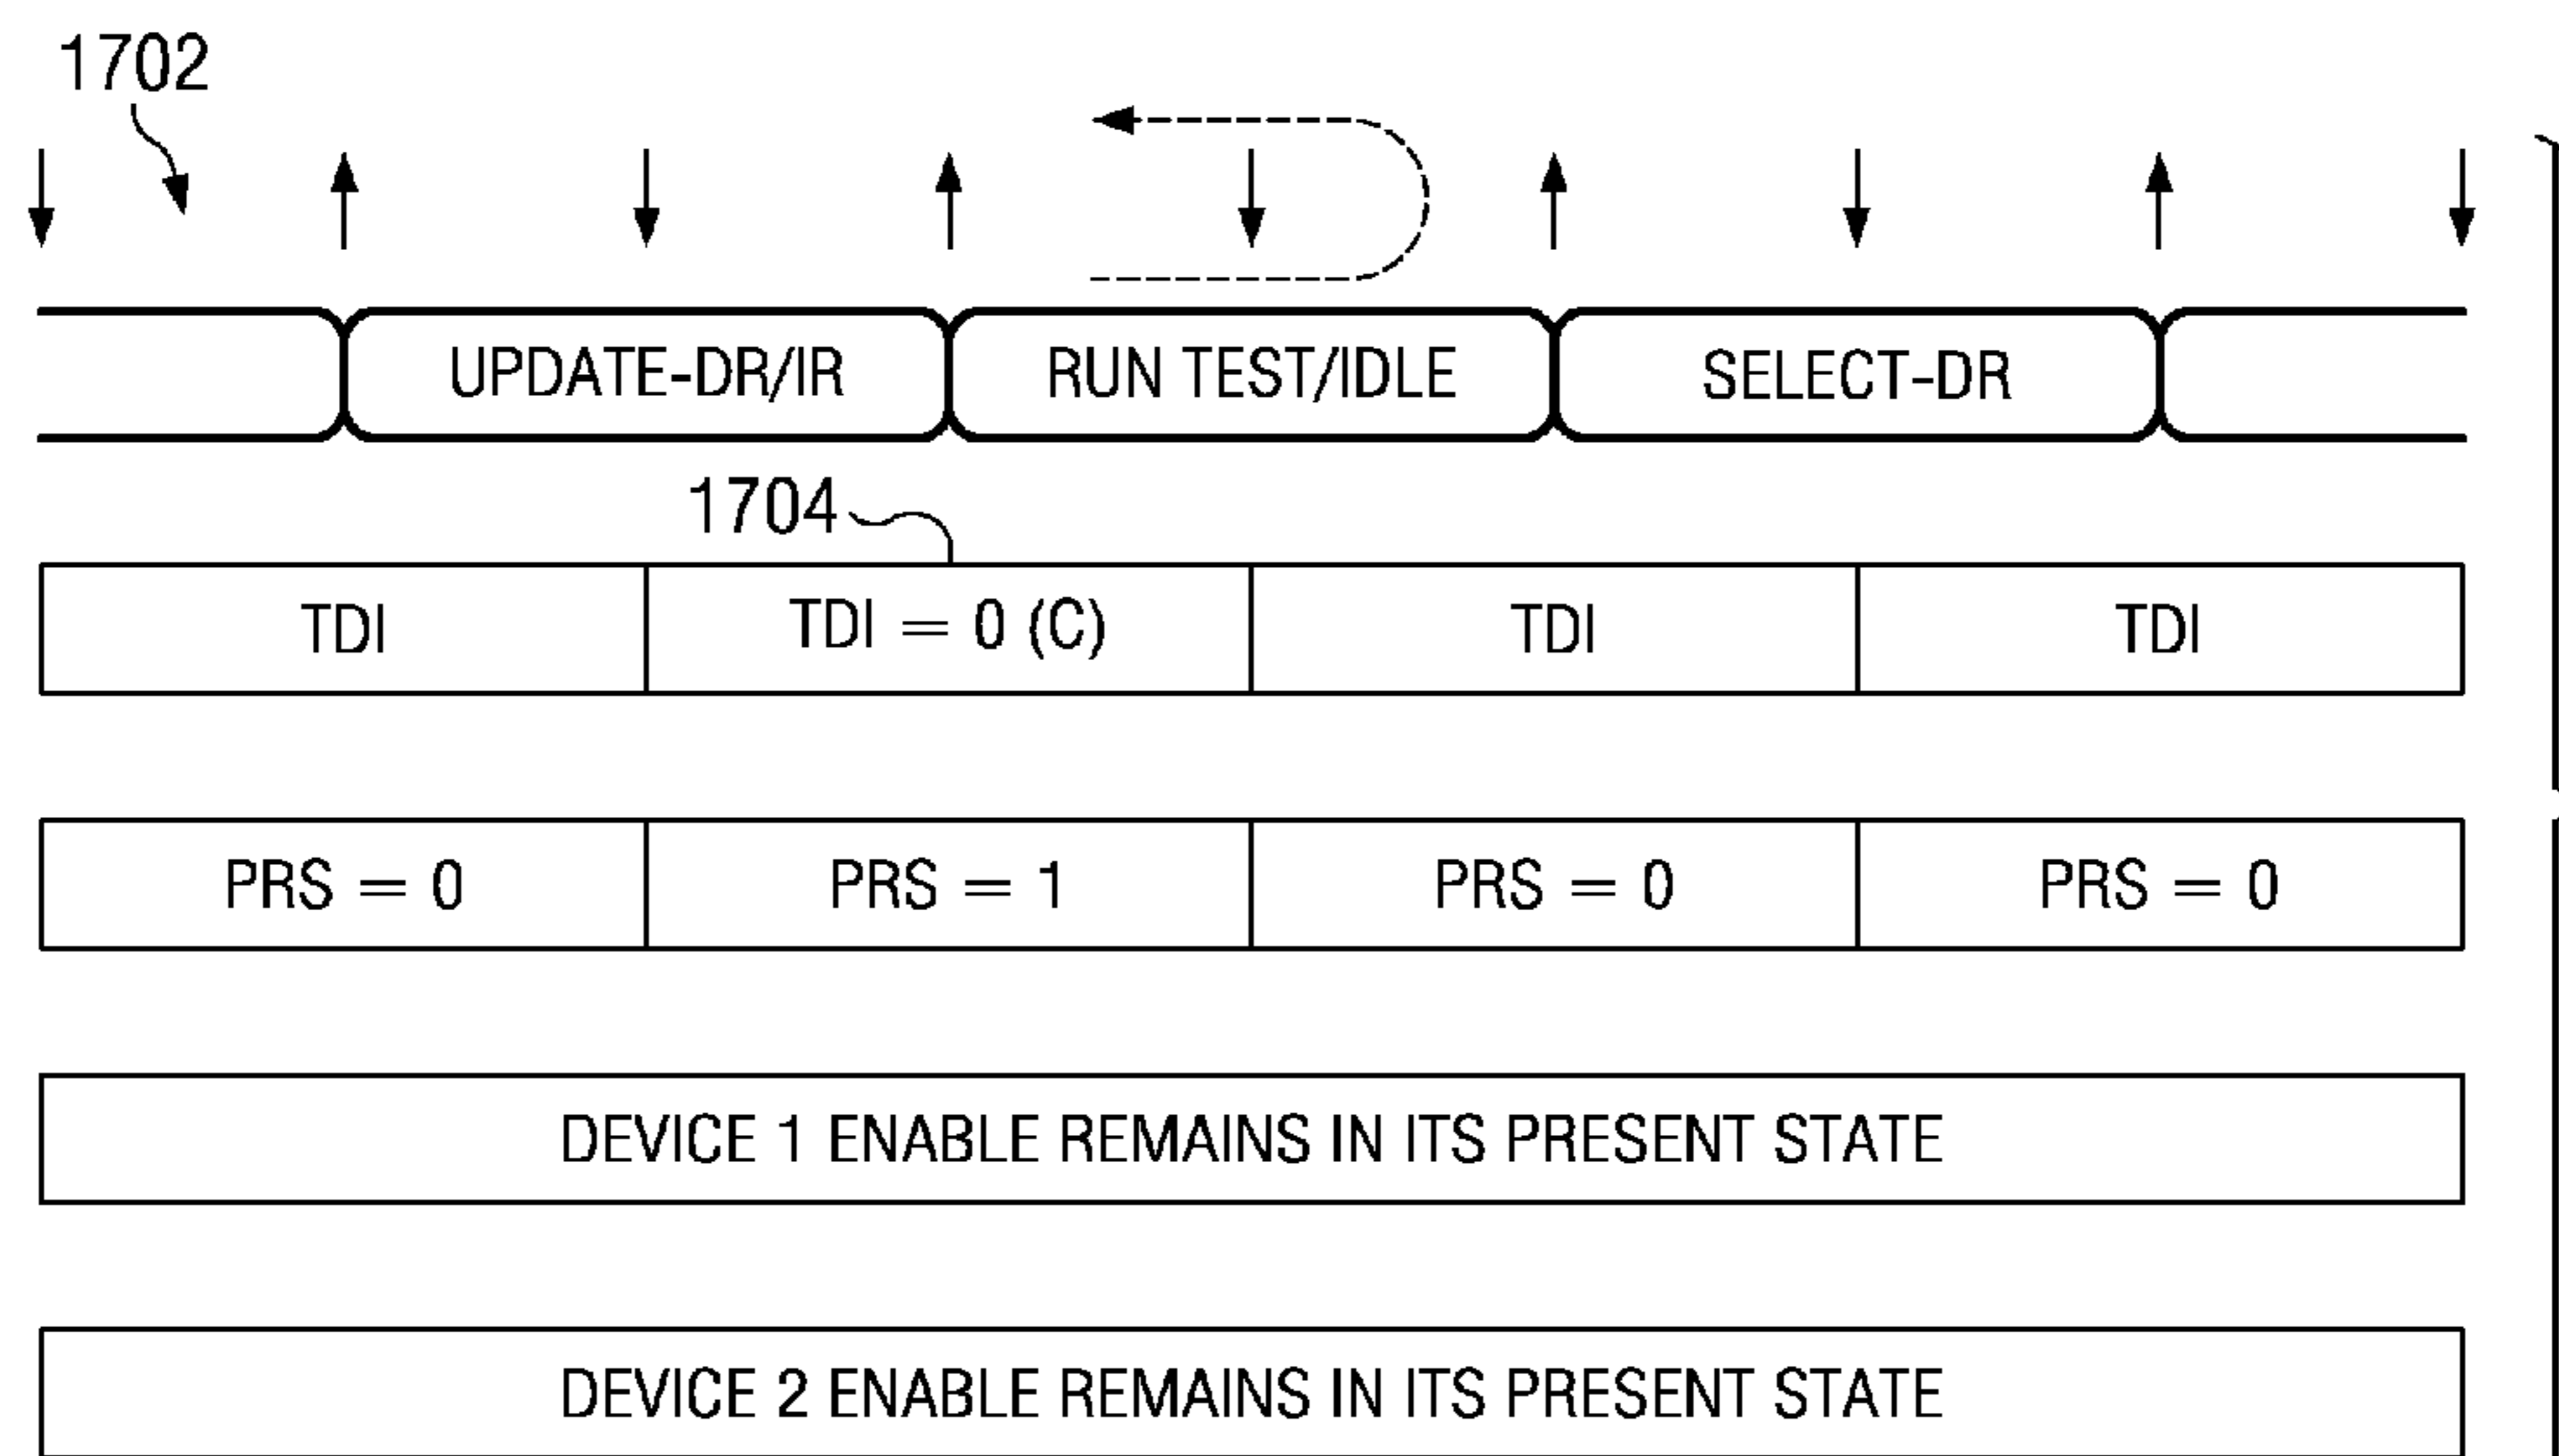 1702
UPDATE-DR/IR RUN TEST/IDLE SELECT-DR
1704
TDI TDI = 0 (C) TDI TDI
PRS = 0 PRS = 1 PRS = 0 PRS = 0
DEVICE 1 ENABLE REMAINS IN ITS PRESENT STATE
DEVICE 2 ENABLE REMAINS IN ITS PRESENT STATE